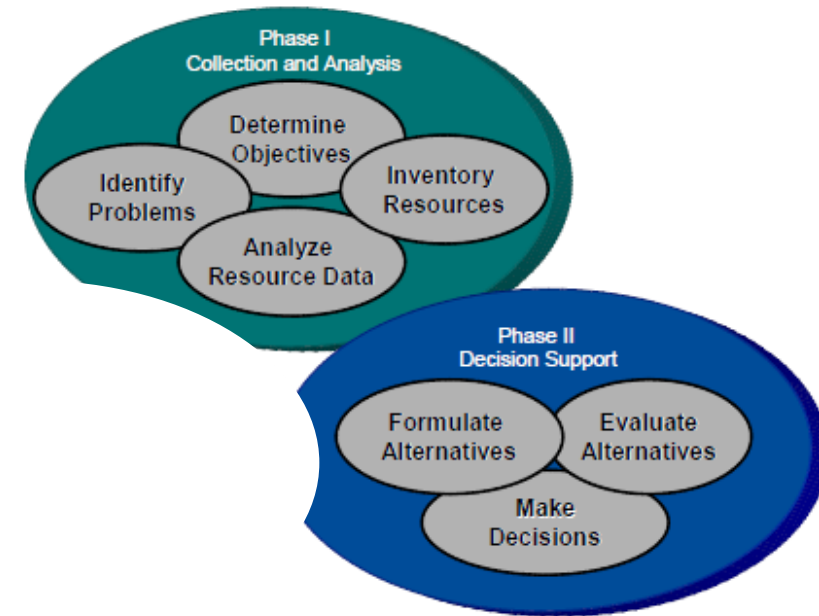 Phase I
Collection and Analysis
Determine
Objectives
Identify
Problems
Inventory
Resources
Analyze
Resource Data
Phase II
Decision Support
Formulate
Alternatives
Evaluate
Alternatives
Make
Decisions